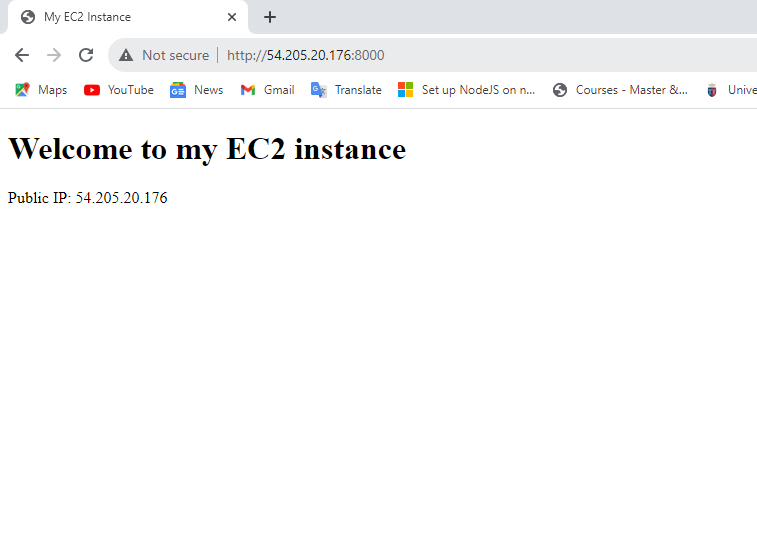 My EC2 Instance
Not secure http://54.205.20.176:8000
Maps YouTube News Gmail Translate Set up NodeJS on n... Courses - Master &... Unive
Welcome to my EC2 instance
Public IP: 54.205.20.176